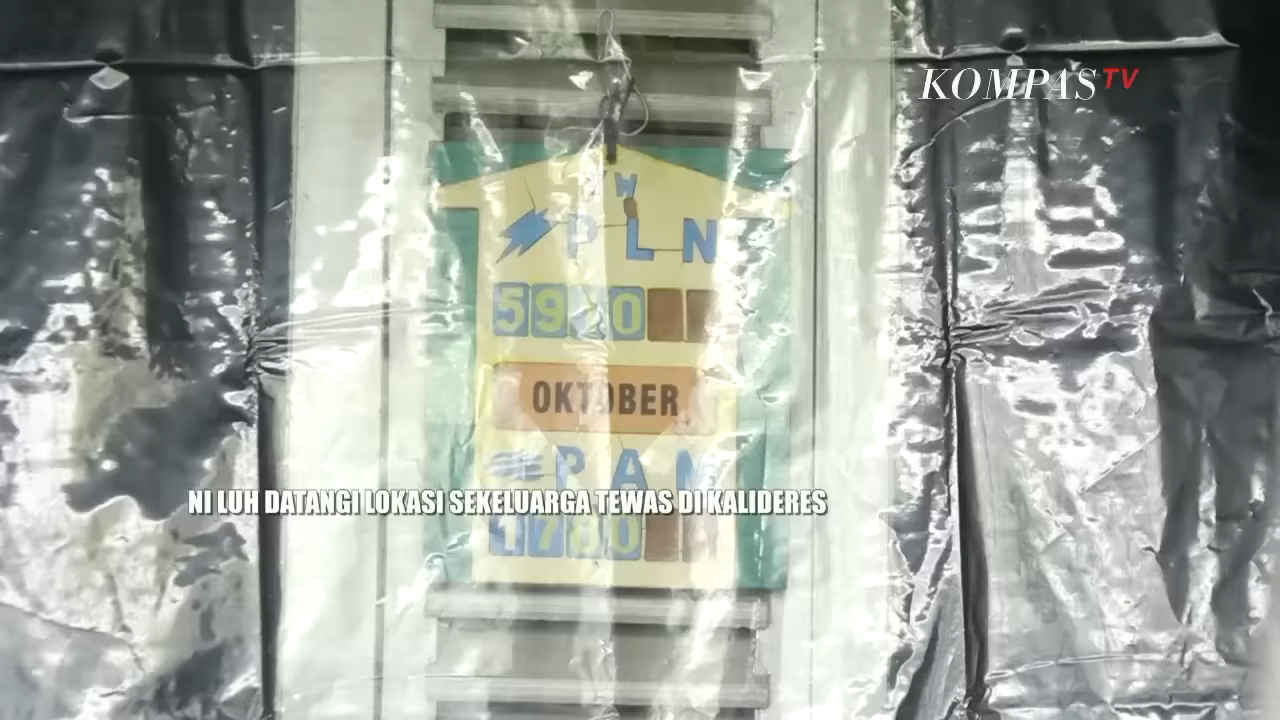 KOMPAS TV
W
PLN
OKTOBER
PAM
NI LUH DATANGI LOKASI SEKELUARGA TEWAS DI KALIDERES